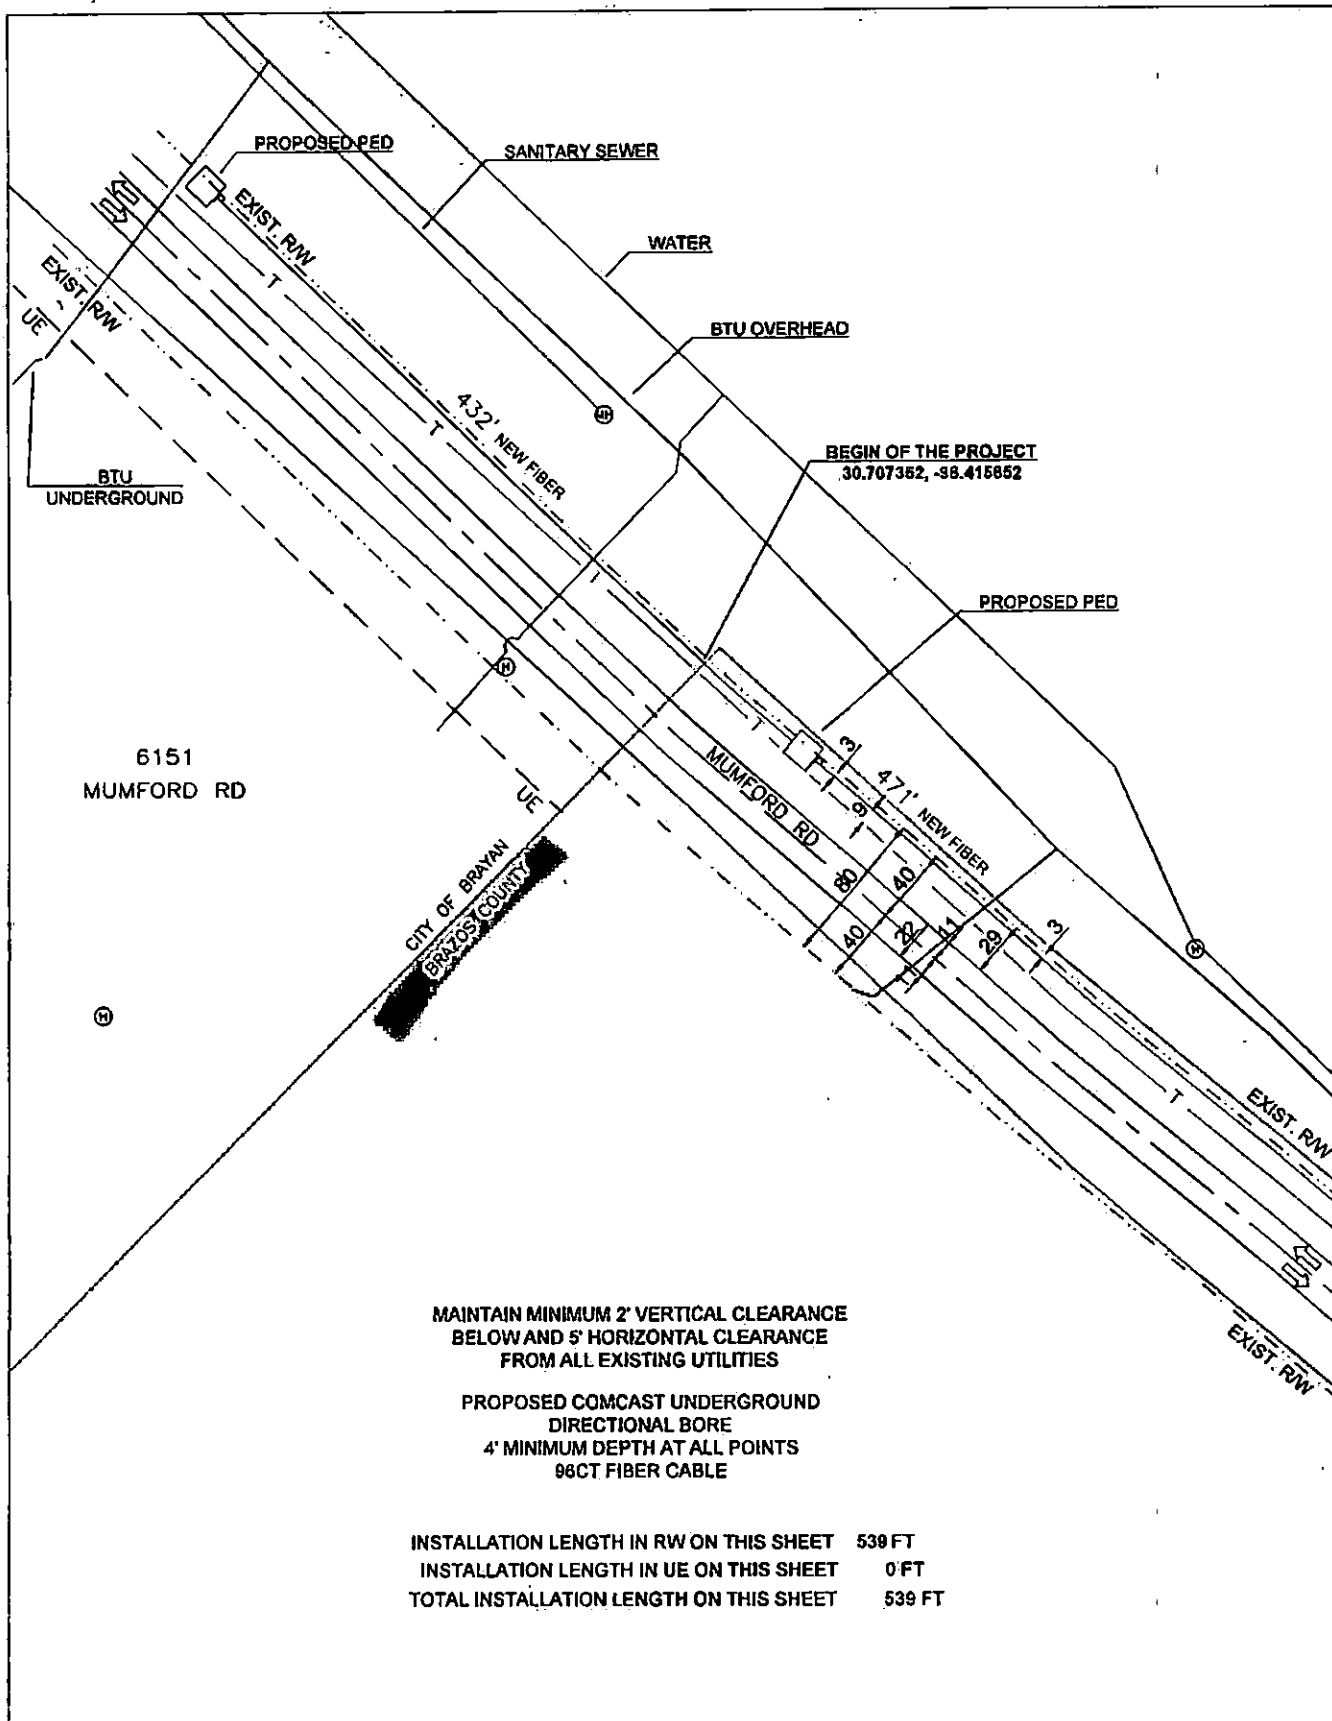 PROPOSED PED
SANITARY SEWER
EXIST. R/W
WATER
T
EXIST. R/W
UE
BTU OVERHEAD
432' NEW FIBER
MH
T
BEGIN OF THE PROJECT
30.707352, -96.415652
BTU
UNDERGROUND
T
PROPOSED PED
H
T
3
6151
MUMFORD RD
MUMFORD RD
471' NEW FIBER
UE
9
CITY OF BRAYAN
BRAZOS COUNTY
80
40
40
22
11
29
3
H
H
T
EXIST. R/W
EXIST. R/W
MAINTAIN MINIMUM 2' VERTICAL CLEARANCE
BELOW AND 5' HORIZONTAL CLEARANCE
FROM ALL EXISTING UTILITIES
PROPOSED COMCAST UNDERGROUND
DIRECTIONAL BORE
4' MINIMUM DEPTH AT ALL POINTS
96CT FIBER CABLE
INSTALLATION LENGTH IN RW ON THIS SHEET 539 FT
INSTALLATION LENGTH IN UE ON THIS SHEET 0 FT
TOTAL INSTALLATION LENGTH ON THIS SHEET 539 FT